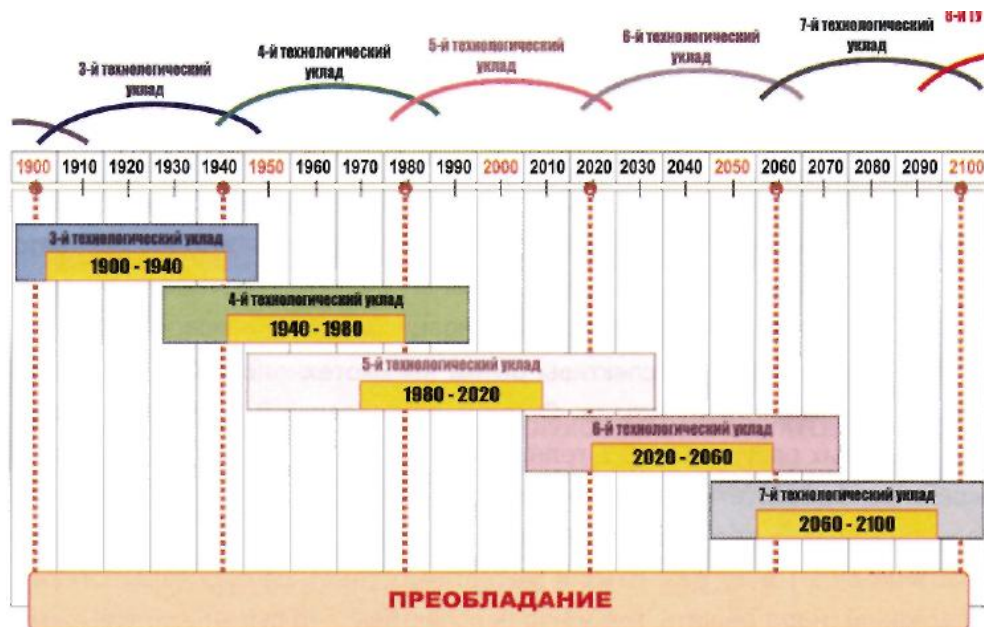 3-й технологический
уклад
4-й технологический
уклад
5-й технологический
уклад
6-й технологический
уклад
7-й технологический
уклад
8-й ТУ
1900 1910 1920 1930 1940 1950 1960 1970 1980 1990 2000 2010 2020 2030 2040 2050 2060 2070 2080 2090 2100
3-й технологический уклад
1900 - 1940
4-й технологический уклад
1940 - 1980
5-й технологический уклад
1980 - 2020
6-й технологический уклад
2020 - 2060
7-й технологический уклад
2060 - 2100
ПРЕОБЛАДАНИЕ